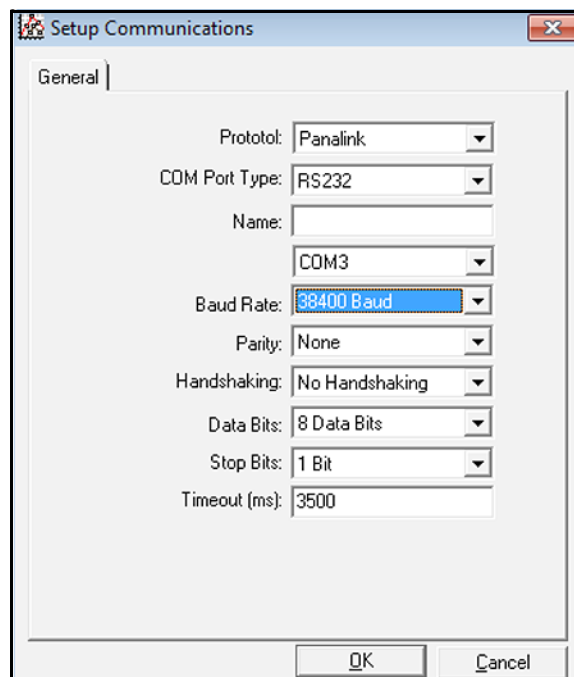 Setup Communications
General
Prototol: Panalink
COM Port Type: RS232
Name:
COM3
Baud Rate: 38400 Baud
Parity: None
Handshaking: No Handshaking
Data Bits: 8 Data Bits
Stop Bits: 1 Bit
Timeout (ms): 3500
OK Cancel